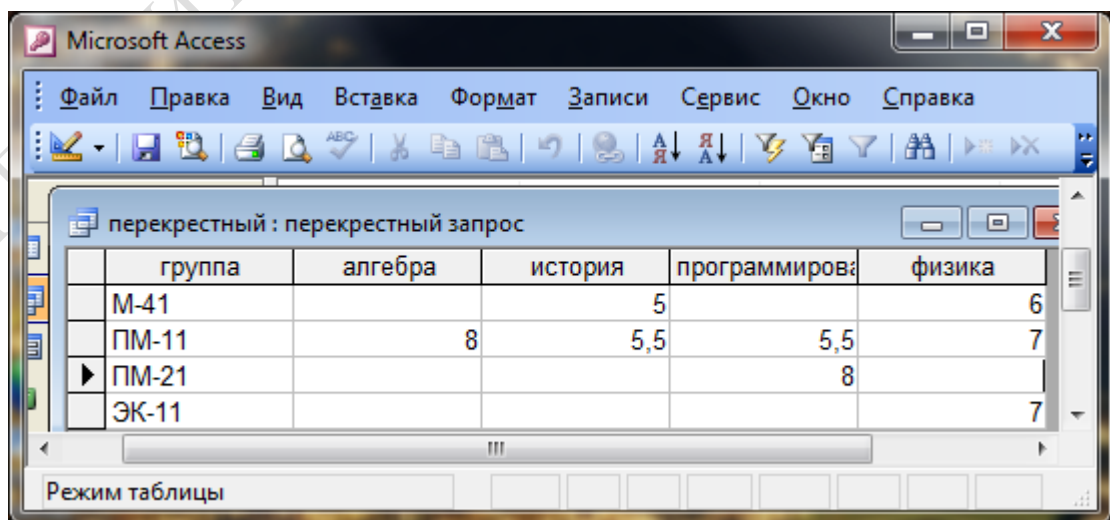 Microsoft Access
Файл Правка Вид Вставка Формат Записи Сервис Окно Справка
перекрестный : перекрестный запрос
группа алгебра история программирова физика
М-41 5 6
ПМ-11 8 5,5 5,5 7
ПМ-21 8
ЭК-11 7
Режим таблицы